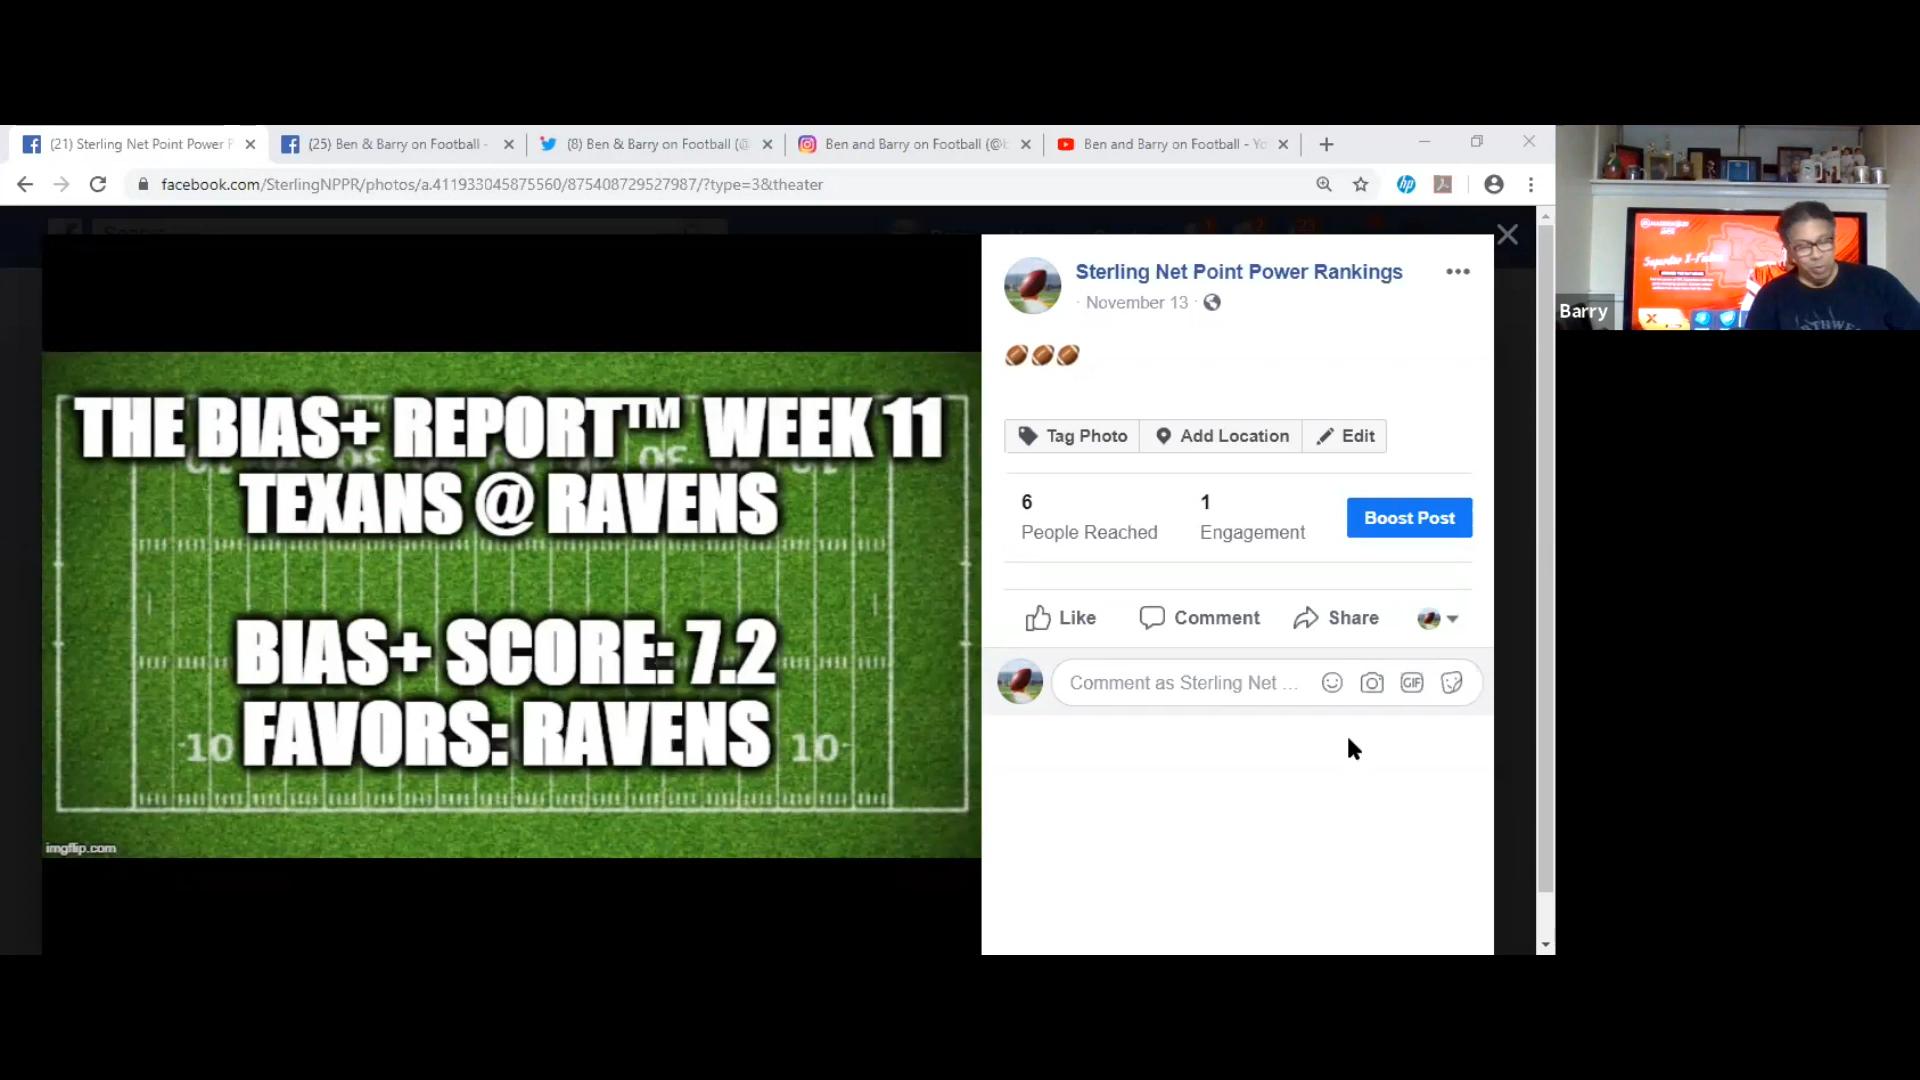 (21) Sterling Net Point Power
(25) Ben & Barry on Football -
(8) Ben & Barry on Football (@
Ben and Barry on Football (@
Ben and Barry on Football - Yo
facebook.com/SterlingNPPR/photos/a.411933045875560/875408729527987/?type=3&theater
THE BIAS+ REPORT™ WEEK 11
TEXANS @ RAVENS
BIAS+ SCORE: 7.2
FAVORS: RAVENS
10
10
imgflip.com
Sterling Net Point Power Rankings
· November 13 ·
Tag Photo
Add Location
Edit
6
People Reached
1
Engagement
Boost Post
Like
Comment
Share
Comment as Sterling Net ...
GIF
hp
Barry